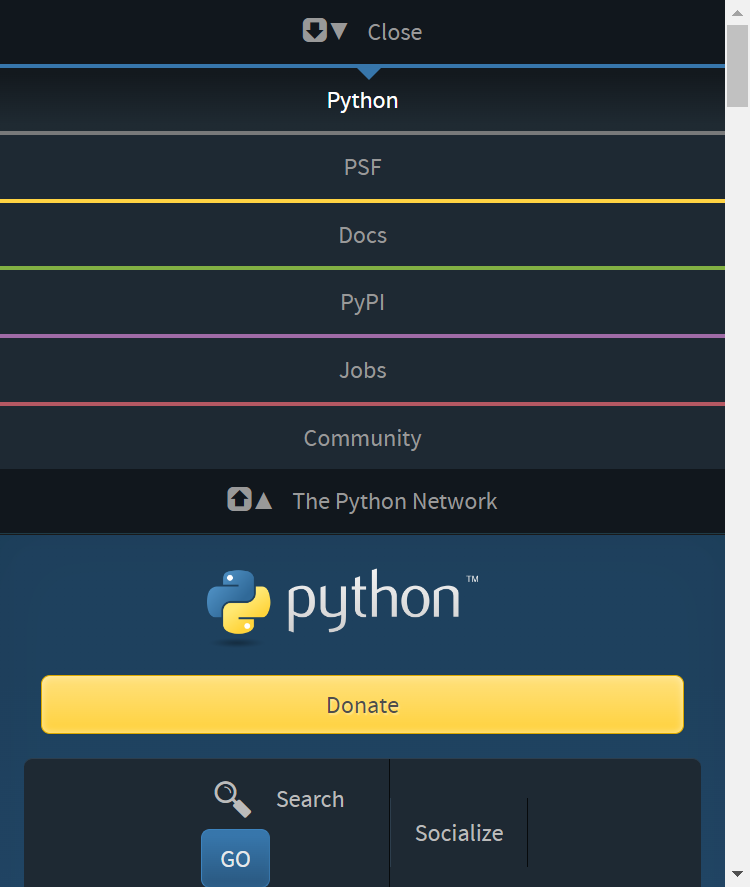 Close
Python
PSF
Docs
PyPI
Jobs
Community
The Python Network
python™
Donate
Search
GO
Socialize